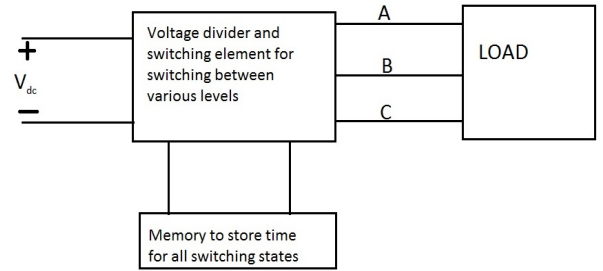 A
Voltage divider and
switching element for
switching between
various levels
LOAD
+
Vdc
B
–
C
Memory to store time
for all switching states